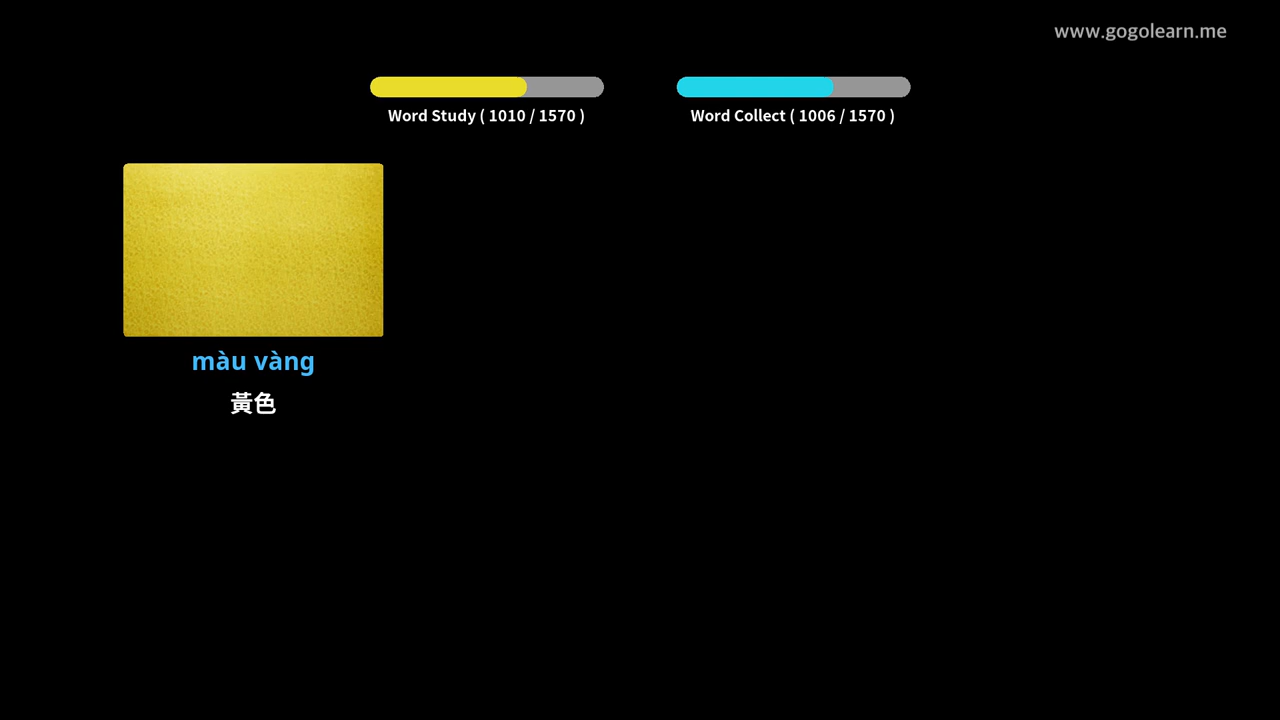 www.gogolearn.me
Word Study ( 1010 / 1570 )
Word Collect ( 1006 / 1570 )
màu vàng
黃色